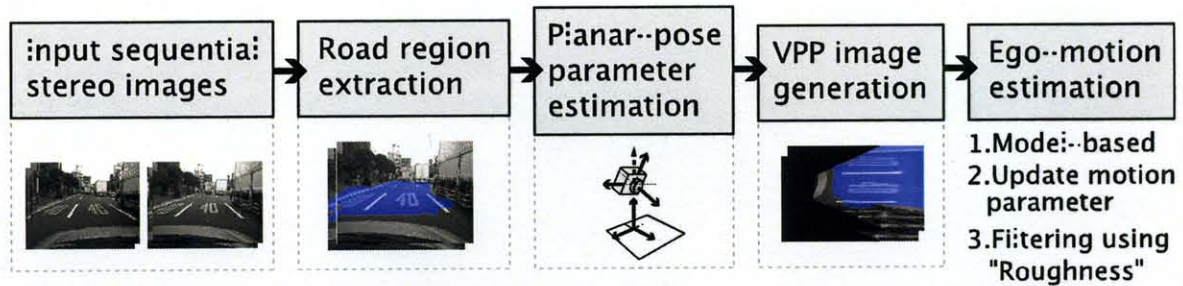 Input sequential
stereo images
Road region
extraction
Planar-pose
parameter
estimation
VPP image
generation
Ego-motion
estimation
1.Model-based
2.Update motion
parameter
3.Filtering using
"Roughness"
40